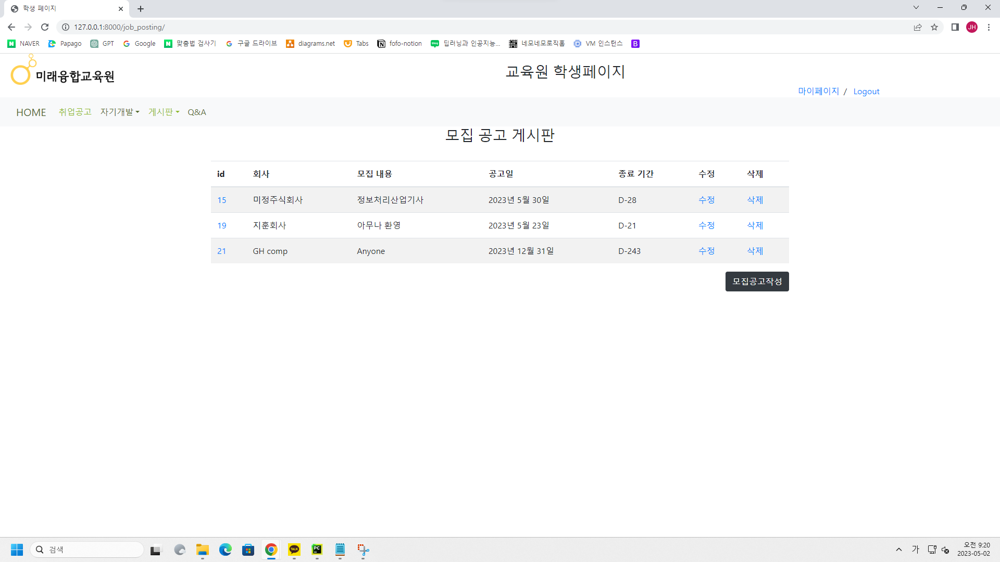 학생 페이지
127.0.0.1:8000/job_posting/
JH
NAVER Papago GPT Google 맞춤법 검사기 구글 드라이브 diagrams.net Tabs fofo-notion 딥러닝과 인공지능... 네모네모로직홈 VM 인스턴스 B
미래융합교육원
교육원 학생페이지
마이페이지 / Logout
HOME 취업공고 자기개발 게시판 Q&A
모집 공고 게시판
id 회사 모집 내용 공고일 종료 기간 수정 삭제
15 미정주식회사 정보처리산업기사 2023년 5월 30일 D-28 수정 삭제
19 지훈회사 아무나 환영 2023년 5월 23일 D-21 수정 삭제
21 GH comp Anyone 2023년 12월 31일 D-243 수정 삭제
모집공고작성
검색
TALK
PC
가
오전 9:20
2023-05-02